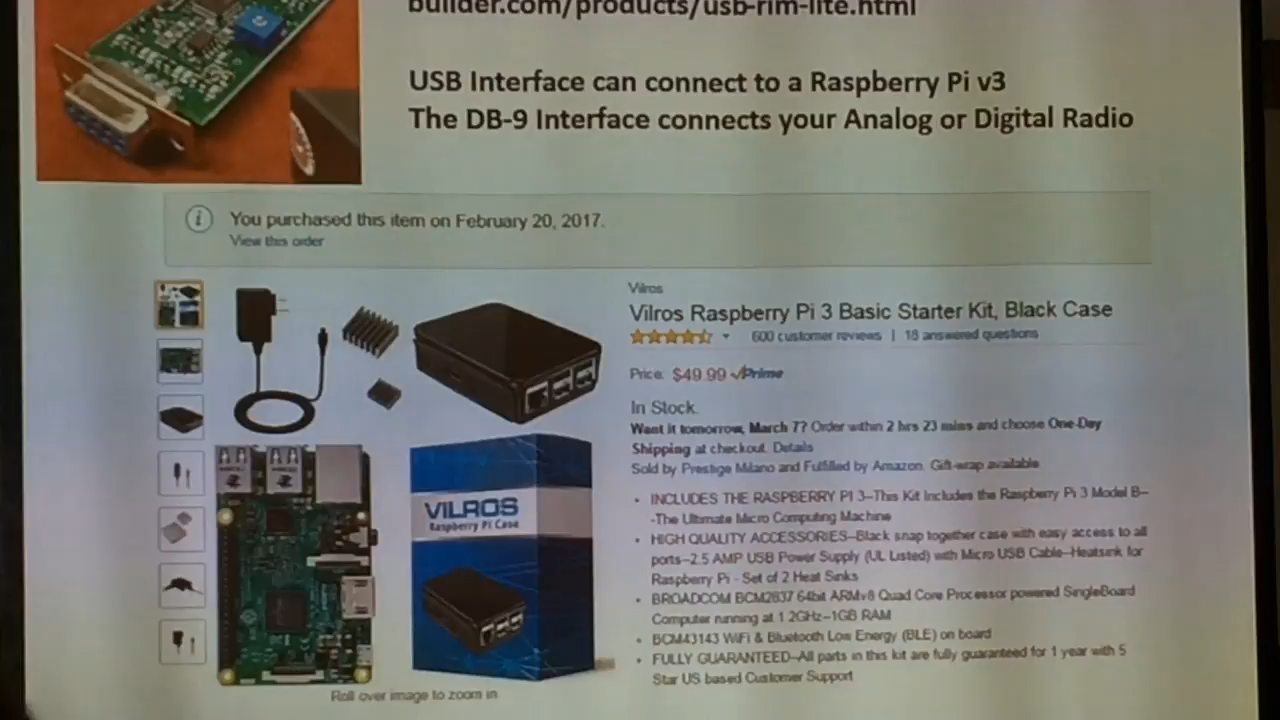 builder.com/products/usb-rim-lite.html
USB Interface can connect to a Raspberry Pi v3
The DB-9 Interface connects your Analog or Digital Radio
You purchased this item on February 20, 2017.
View this order
Vilros
Vilros Raspberry Pi 3 Basic Starter Kit, Black Case
600 customer reviews | 18 answered questions
Price: $49.99 Prime
In Stock.
Want it tomorrow, March 7? Order within 2 hrs 23 mins and choose One-Day
Shipping at checkout. Details
Sold by Prestige Milano and Fulfilled by Amazon. Gift-wrap available
• INCLUDES THE RASPBERRY PI 3--This Kit Includes the Raspberry Pi 3 Model B--
-The Ultimate Micro Computing Machine
• HIGH QUALITY ACCESSORIES--Black snap together case with easy access to all
ports--2.5 AMP USB Power Supply (UL Listed) with Micro USB Cable--Heatsink for
Raspberry Pi - Set of 2 Heat Sinks
• BROADCOM BCM2837 64bit ARMv8 Quad Core Processor powered SingleBoard
Computer running at 1.2GHz--1GB RAM
• BCM43143 WiFi & Bluetooth Low Energy (BLE) on board
• FULLY GUARANTEED--All parts in this kit are fully guaranteed for 1 year with 5
Star US based Customer Support
VILROS
Raspberry Pi Case
Roll over image to zoom in